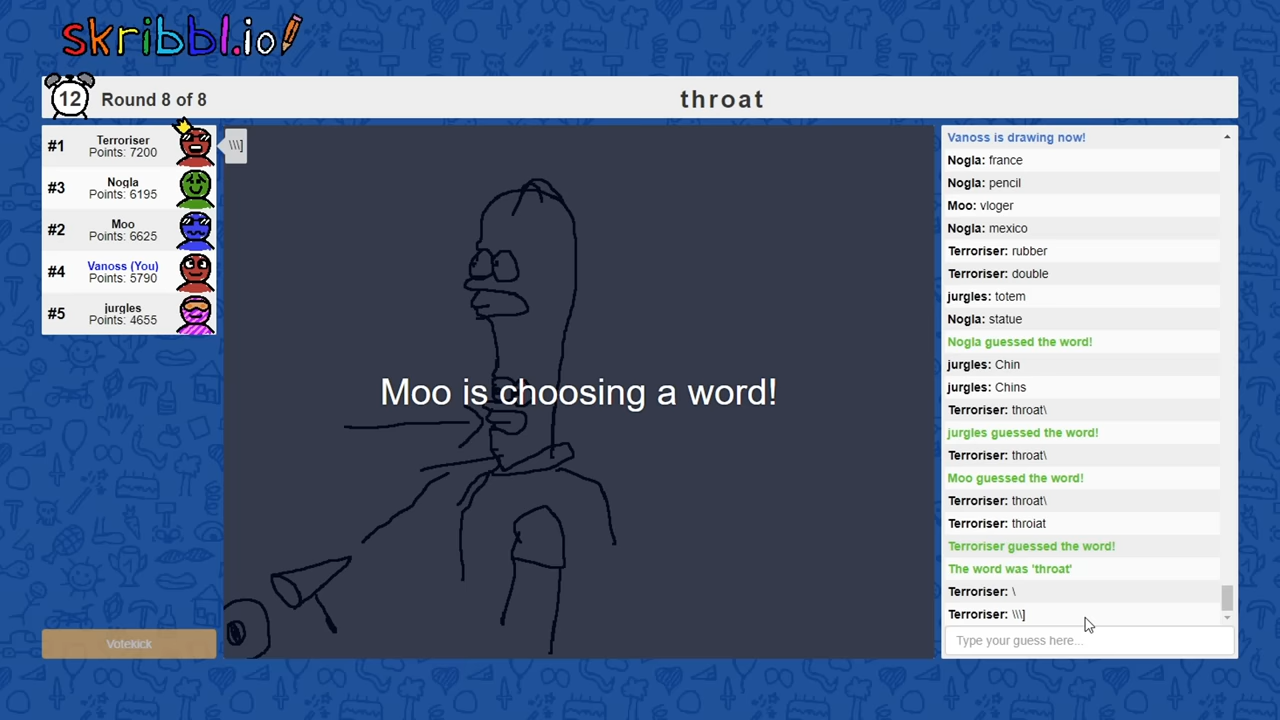 skribbl.io
12
Round 8 of 8
throat
#1
Terroriser
Points: 7200
\\\]
#3
Nogla
Points: 6195
#2
Moo
Points: 6625
#4
Vanoss (You)
Points: 5790
#5
jurgles
Points: 4655
Votekick
Moo is choosing a word!
Vanoss is drawing now!
Nogla: france
Nogla: pencil
Moo: vloger
Nogla: mexico
Terroriser: rubber
Terroriser: double
jurgles: totem
Nogla: statue
Nogla guessed the word!
jurgles: Chin
jurgles: Chins
Terroriser: throat\
jurgles guessed the word!
Terroriser: throat\
Moo guessed the word!
Terroriser: throat\
Terroriser: throiat
Terroriser guessed the word!
The word was 'throat'
Terroriser: \
Terroriser: \\\]
Type your guess here...